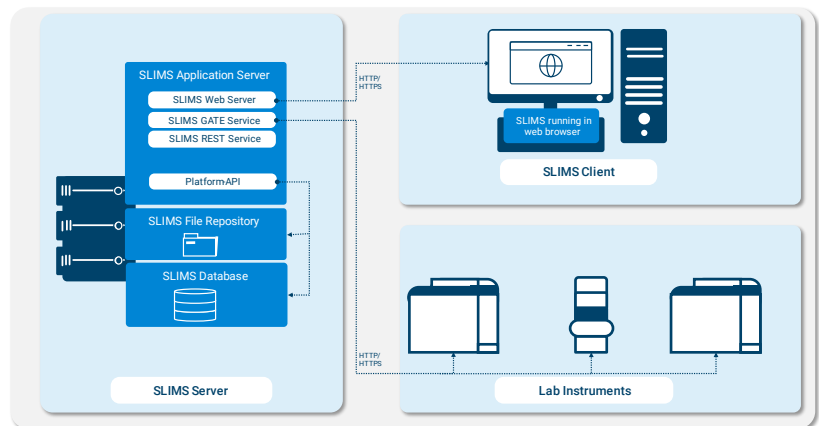 SLIMS Application Server
SLIMS Web Server
SLIMS GATE Service
SLIMS REST Service
PlatformAPI
SLIMS File Repository
SLIMS Database
SLIMS Server
HTTP/
HTTPS
SLIMS running in
web browser
SLIMS Client
HTTP/
HTTPS
Lab Instruments